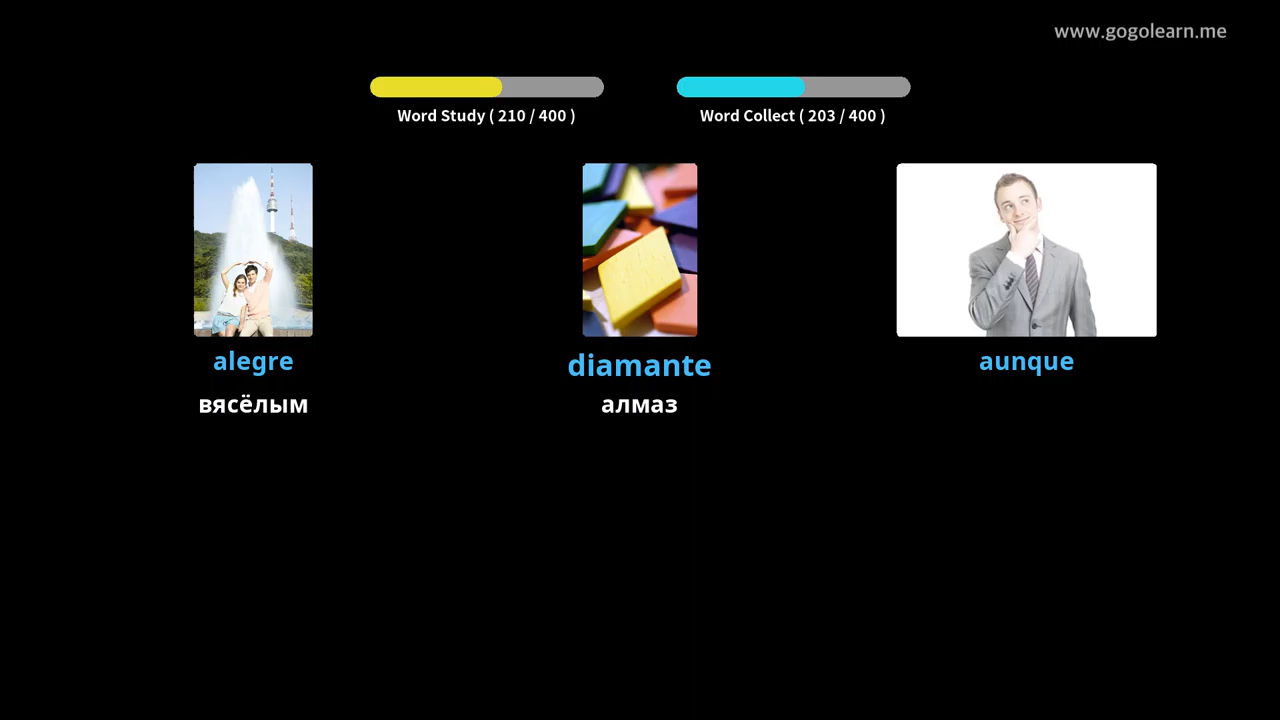 www.gogolearn.me
Word Study ( 210 / 400 )
Word Collect ( 203 / 400 )
alegre
diamante
aunque
вясёлым
алмаз